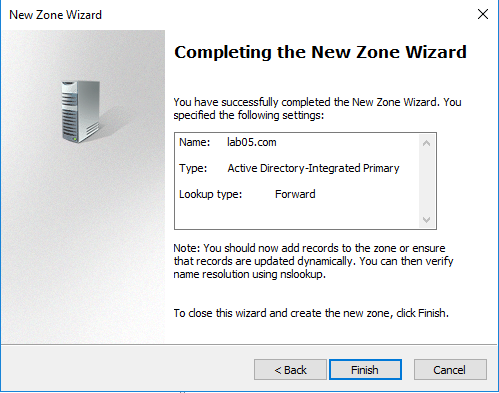 New Zone Wizard
Completing the New Zone Wizard
You have successfully completed the New Zone Wizard. You
specified the following settings:
Name: lab05.com
Type: Active Directory-Integrated Primary
Lookup type: Forward
Note: You should now add records to the zone or ensure
that records are updated dynamically. You can then verify
name resolution using nslookup.
To close this wizard and create the new zone, click Finish.
< Back Finish Cancel